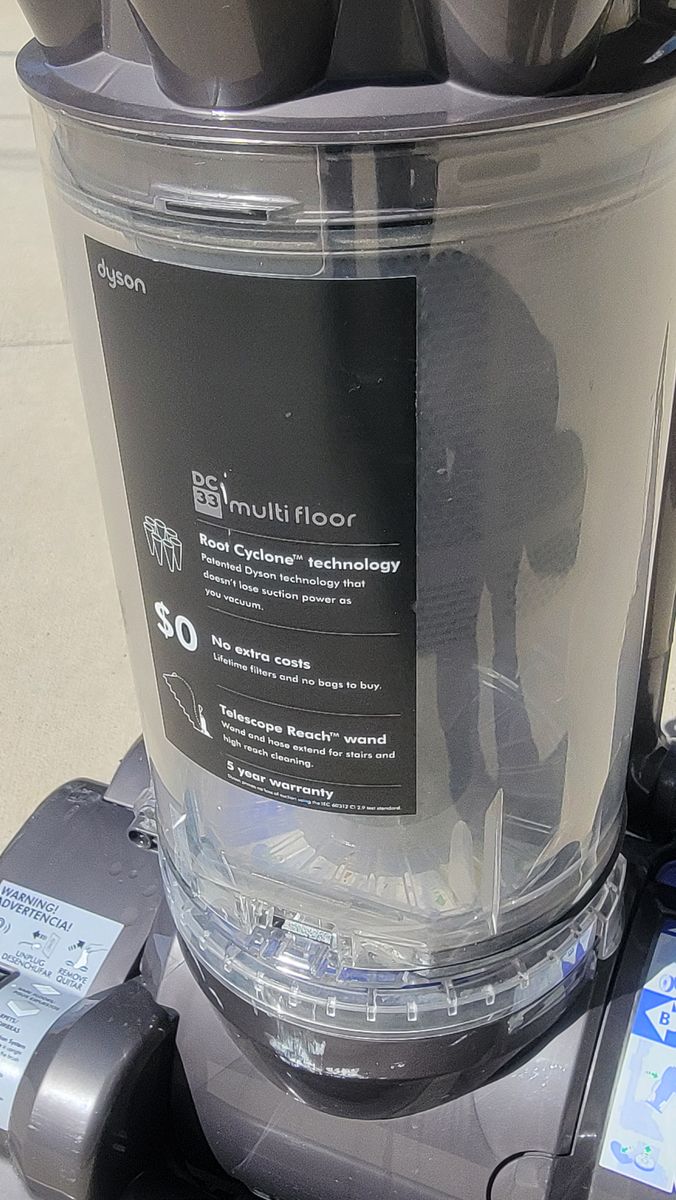 dyson
DC
33 multi floor
Root Cyclone™ technology
Patented Dyson technology that
doesn't lose suction power as
you vacuum.
$0
No extra costs
Lifetime filters and no bags to buy.
Telescope Reach™ wand
Wand and hose extend for stairs and
high reach cleaning.
5 year warranty
WARNING!
ADVERTENCIA!
UNPLUG
DESENCHUFAR
REMOVE
QUITAR
B